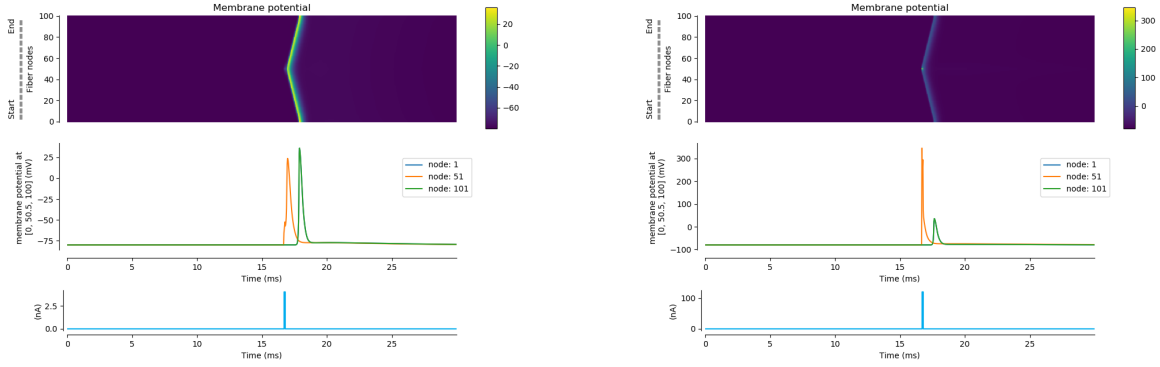 Membrane potential
100
80
60
40
20
0
Start
End
Fiber nodes
20
0
−20
−40
−60
membrane potential at
[0, 50.5, 100] (mV)
25
0
−25
−50
−75
node: 1
node: 51
node: 101
0 5 10 15 20 25
Time (ms)
(nA)
2.5
0.0
0 5 10 15 20 25
Time (ms)
Membrane potential
100
80
60
40
20
0
Start
End
Fiber nodes
300
200
100
0
membrane potential at
[0, 50.5, 100] (mV)
300
200
100
0
−100
node: 1
node: 51
node: 101
0 5 10 15 20 25
Time (ms)
(nA)
100
0
0 5 10 15 20 25
Time (ms)